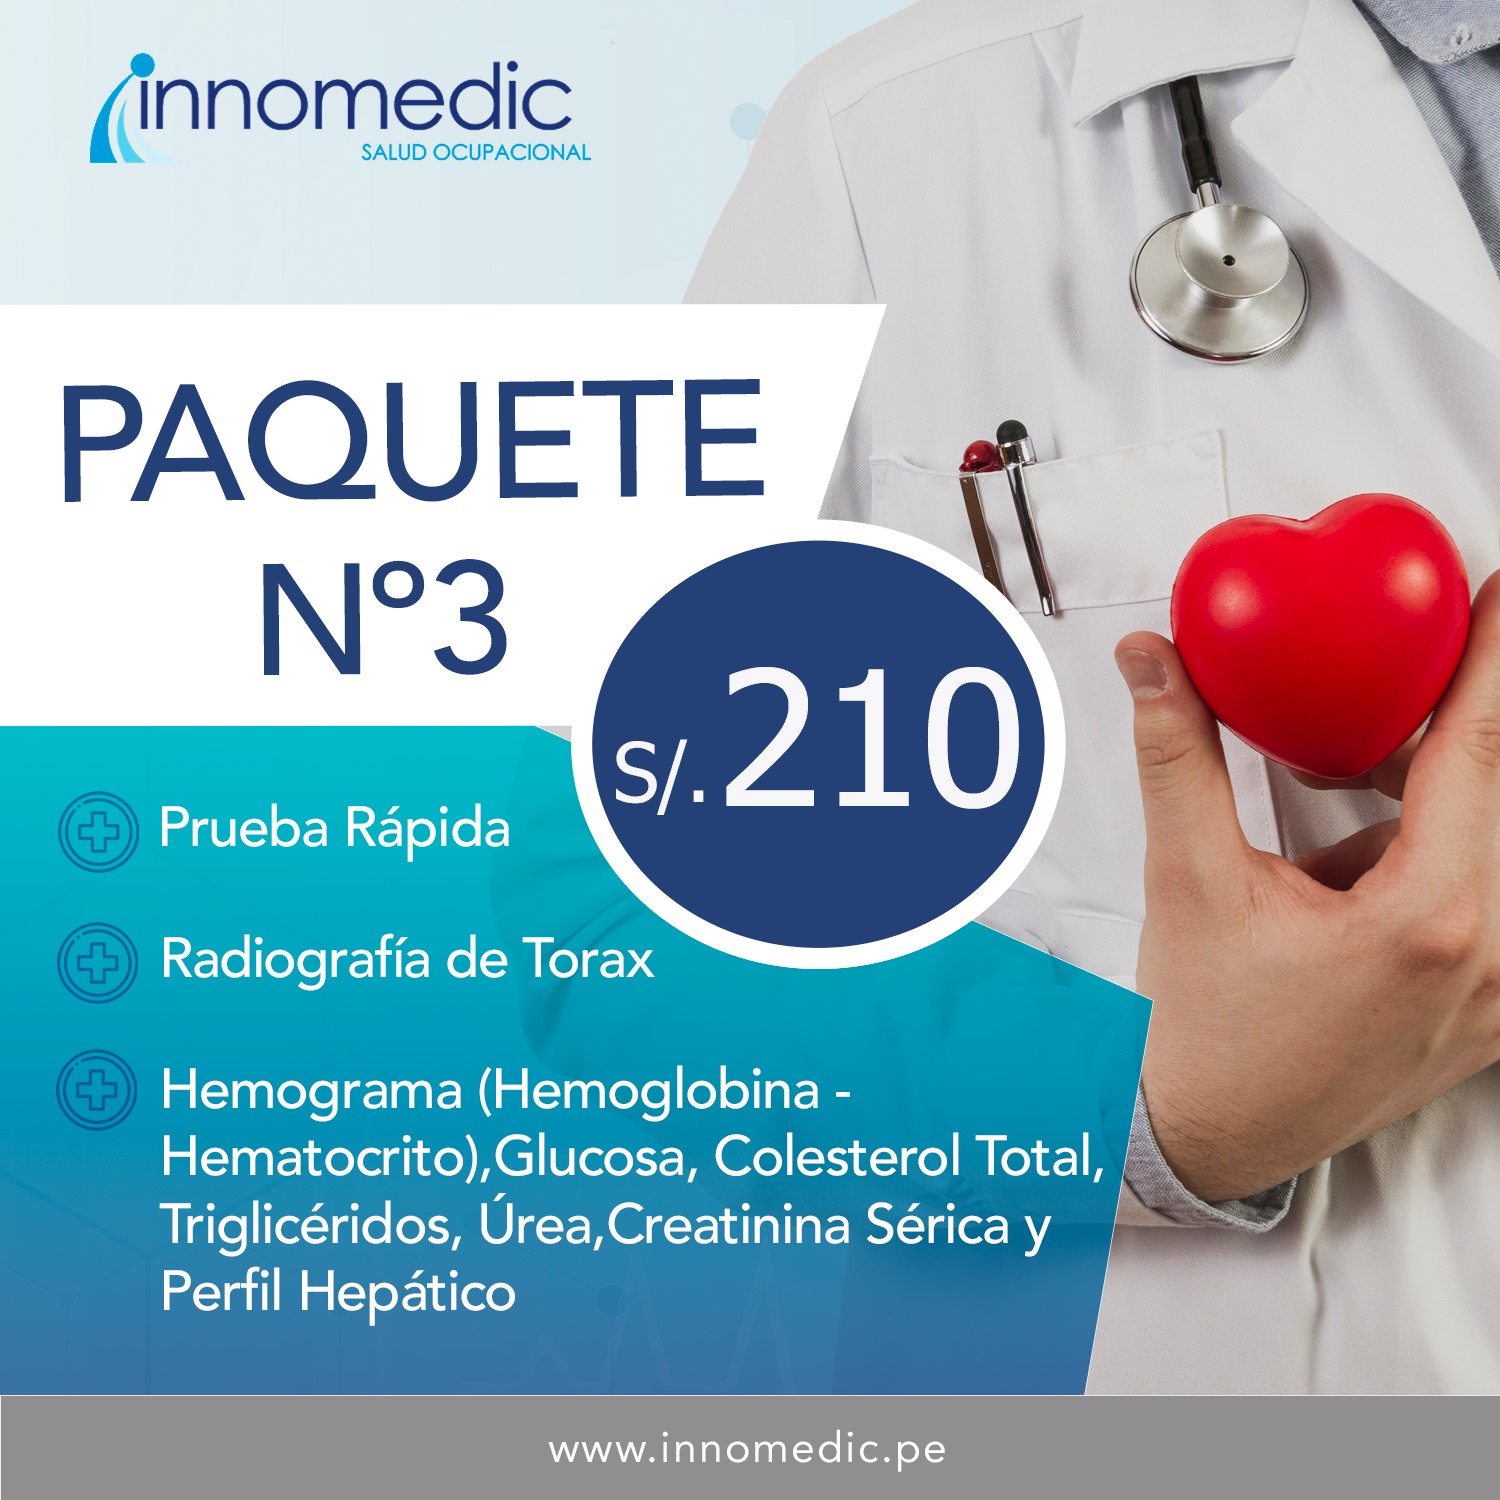 innomedic
SALUD OCUPACIONAL
PAQUETE
Nº3
S/.210
Prueba Rápida
Radiografía de Torax
Hemograma (Hemoglobina -
Hematocrito),Glucosa, Colesterol Total,
Triglicéridos, Úrea,Creatinina Sérica y
Perfil Hepático
www.innomedic.pe